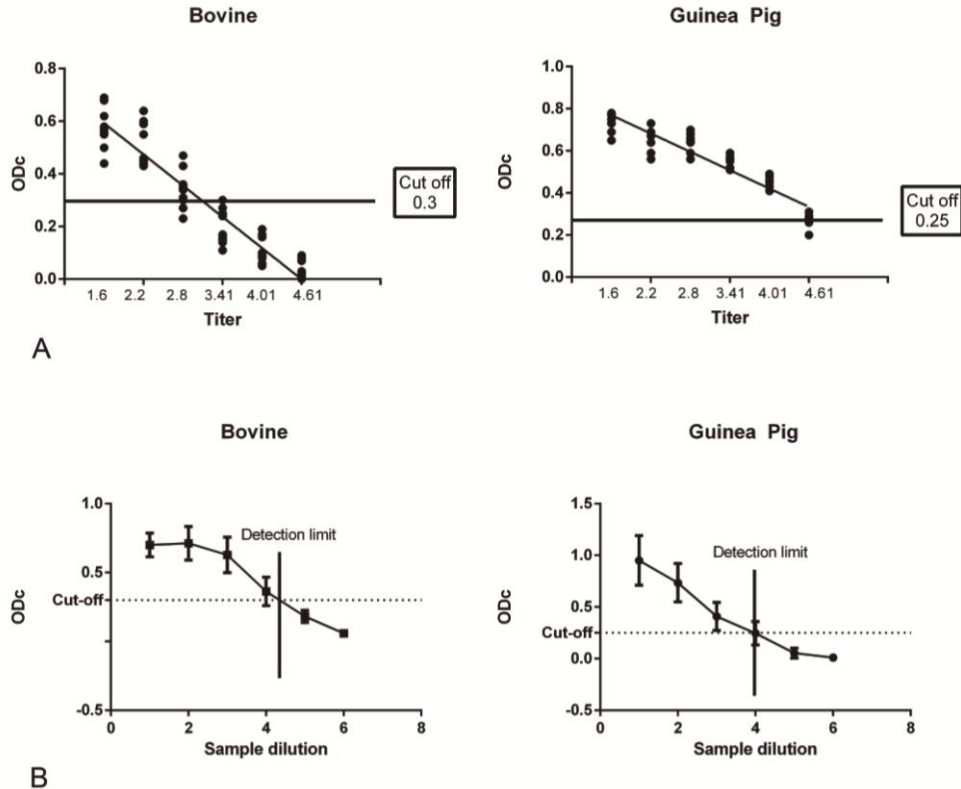 Bovine
Guinea Pig
0.8
0.6
0.4
0.2
0.0
ODc
1.6 2.2 2.8 3.41 4.01 4.61
Titer
Cut off
0.3
1.0
0.8
0.6
0.4
0.2
0.0
ODc
1.6 2.2 2.8 3.41 4.01 4.61
Titer
Cut off
0.25
A
Bovine
Guinea Pig
1.0
0.5
Cut-off
-0.5
ODc
Detection limit
0 2 4 6 8
Sample dilution
1.5
1.0
0.5
Cut-off
0.0
-0.5
ODc
Detection limit
0 2 4 6 8
Sample dilution
B